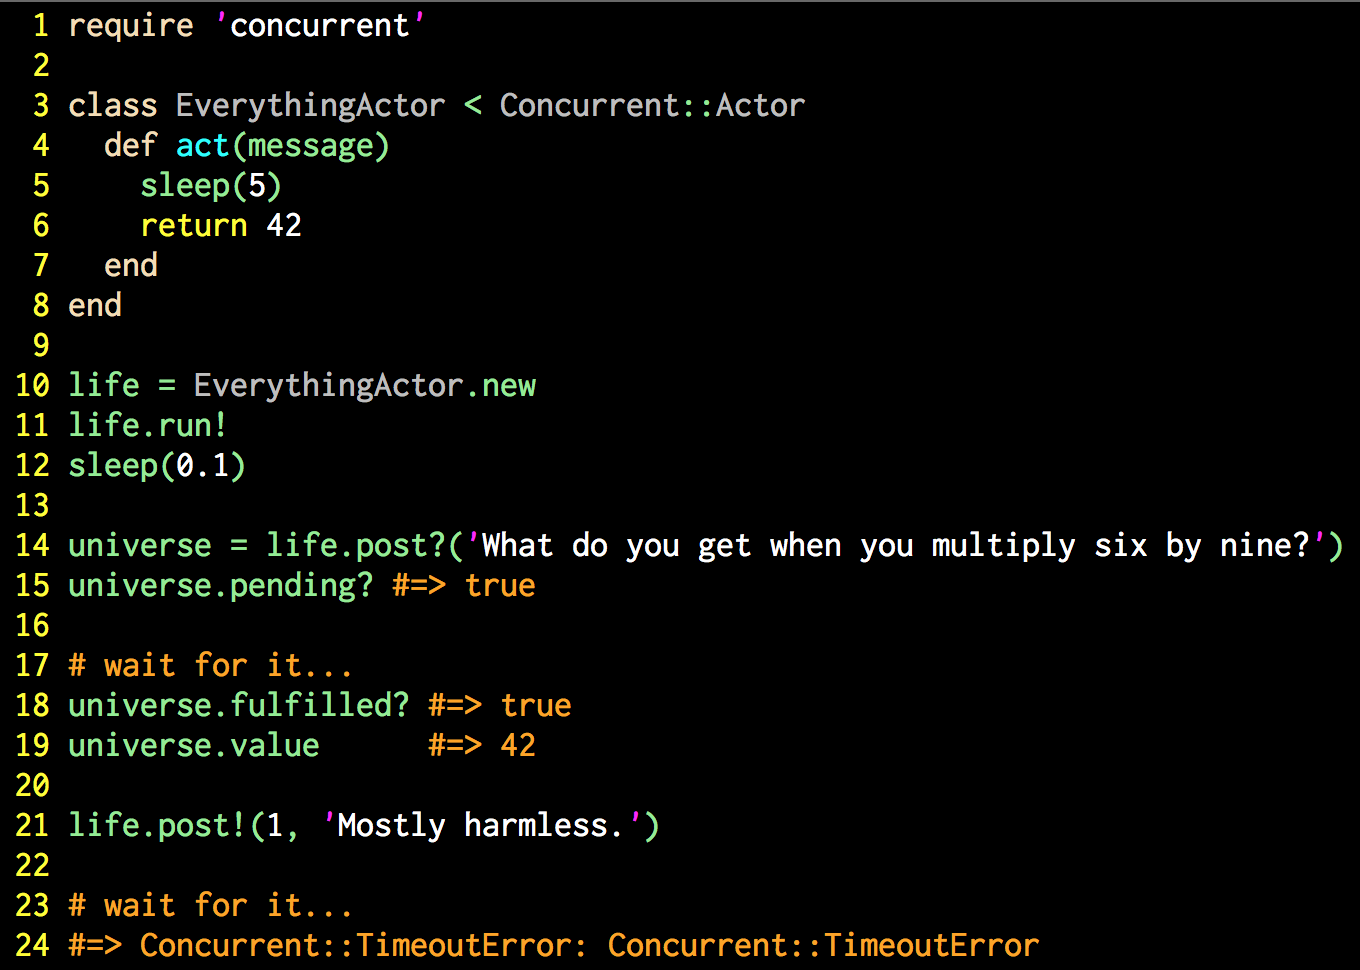 1 require 'concurrent'
2
3 class EverythingActor < Concurrent::Actor
4   def act(message)
5     sleep(5)
6     return 42
7   end
8 end
9
10 life = EverythingActor.new
11 life.run!
12 sleep(0.1)
13
14 universe = life.post?('What do you get when you multiply six by nine?')
15 universe.pending? #=> true
16
17 # wait for it...
18 universe.fulfilled? #=> true
19 universe.value      #=> 42
20
21 life.post!(1, 'Mostly harmless.')
22
23 # wait for it...
24 #=> Concurrent::TimeoutError: Concurrent::TimeoutError